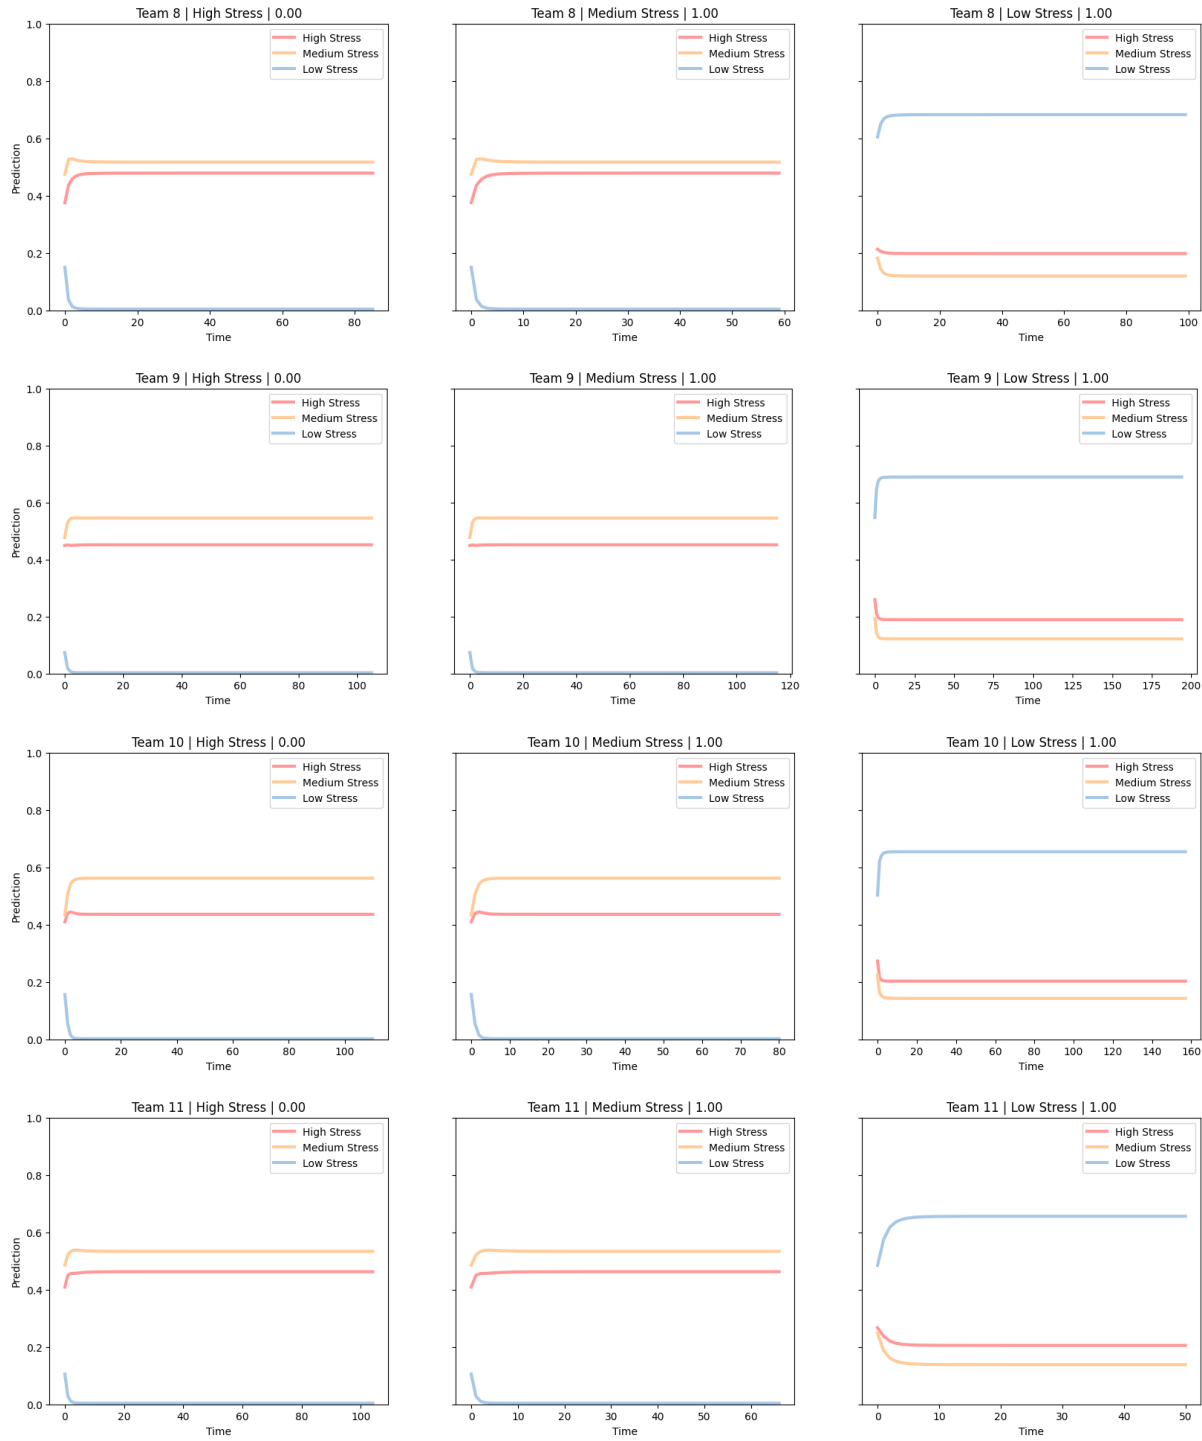 Team 8 | High Stress | 0.00
1.0
0.8
0.6
0.4
0.2
0.0
Prediction
High Stress
Medium Stress
Low Stress
0 20 40 60 80
Time
Team 8 | Medium Stress | 1.00
High Stress
Medium Stress
Low Stress
0 10 20 30 40 50 60
Time
Team 8 | Low Stress | 1.00
High Stress
Medium Stress
Low Stress
0 20 40 60 80 100
Time
Team 9 | High Stress | 0.00
1.0
0.8
0.6
0.4
0.2
0.0
Prediction
High Stress
Medium Stress
Low Stress
0 20 40 60 80 100
Time
Team 9 | Medium Stress | 1.00
High Stress
Medium Stress
Low Stress
0 20 40 60 80 100 120
Time
Team 9 | Low Stress | 1.00
High Stress
Medium Stress
Low Stress
0 25 50 75 100 125 150 175 200
Time
Team 10 | High Stress | 0.00
1.0
0.8
0.6
0.4
0.2
0.0
Prediction
High Stress
Medium Stress
Low Stress
0 20 40 60 80 100
Time
Team 10 | Medium Stress | 1.00
High Stress
Medium Stress
Low Stress
0 10 20 30 40 50 60 70 80
Time
Team 10 | Low Stress | 1.00
High Stress
Medium Stress
Low Stress
0 20 40 60 80 100 120 140 160
Time
Team 11 | High Stress | 0.00
1.0
0.8
0.6
0.4
0.2
0.0
Prediction
High Stress
Medium Stress
Low Stress
0 20 40 60 80 100
Time
Team 11 | Medium Stress | 1.00
High Stress
Medium Stress
Low Stress
0 10 20 30 40 50 60
Time
Team 11 | Low Stress | 1.00
High Stress
Medium Stress
Low Stress
0 10 20 30 40 50
Time